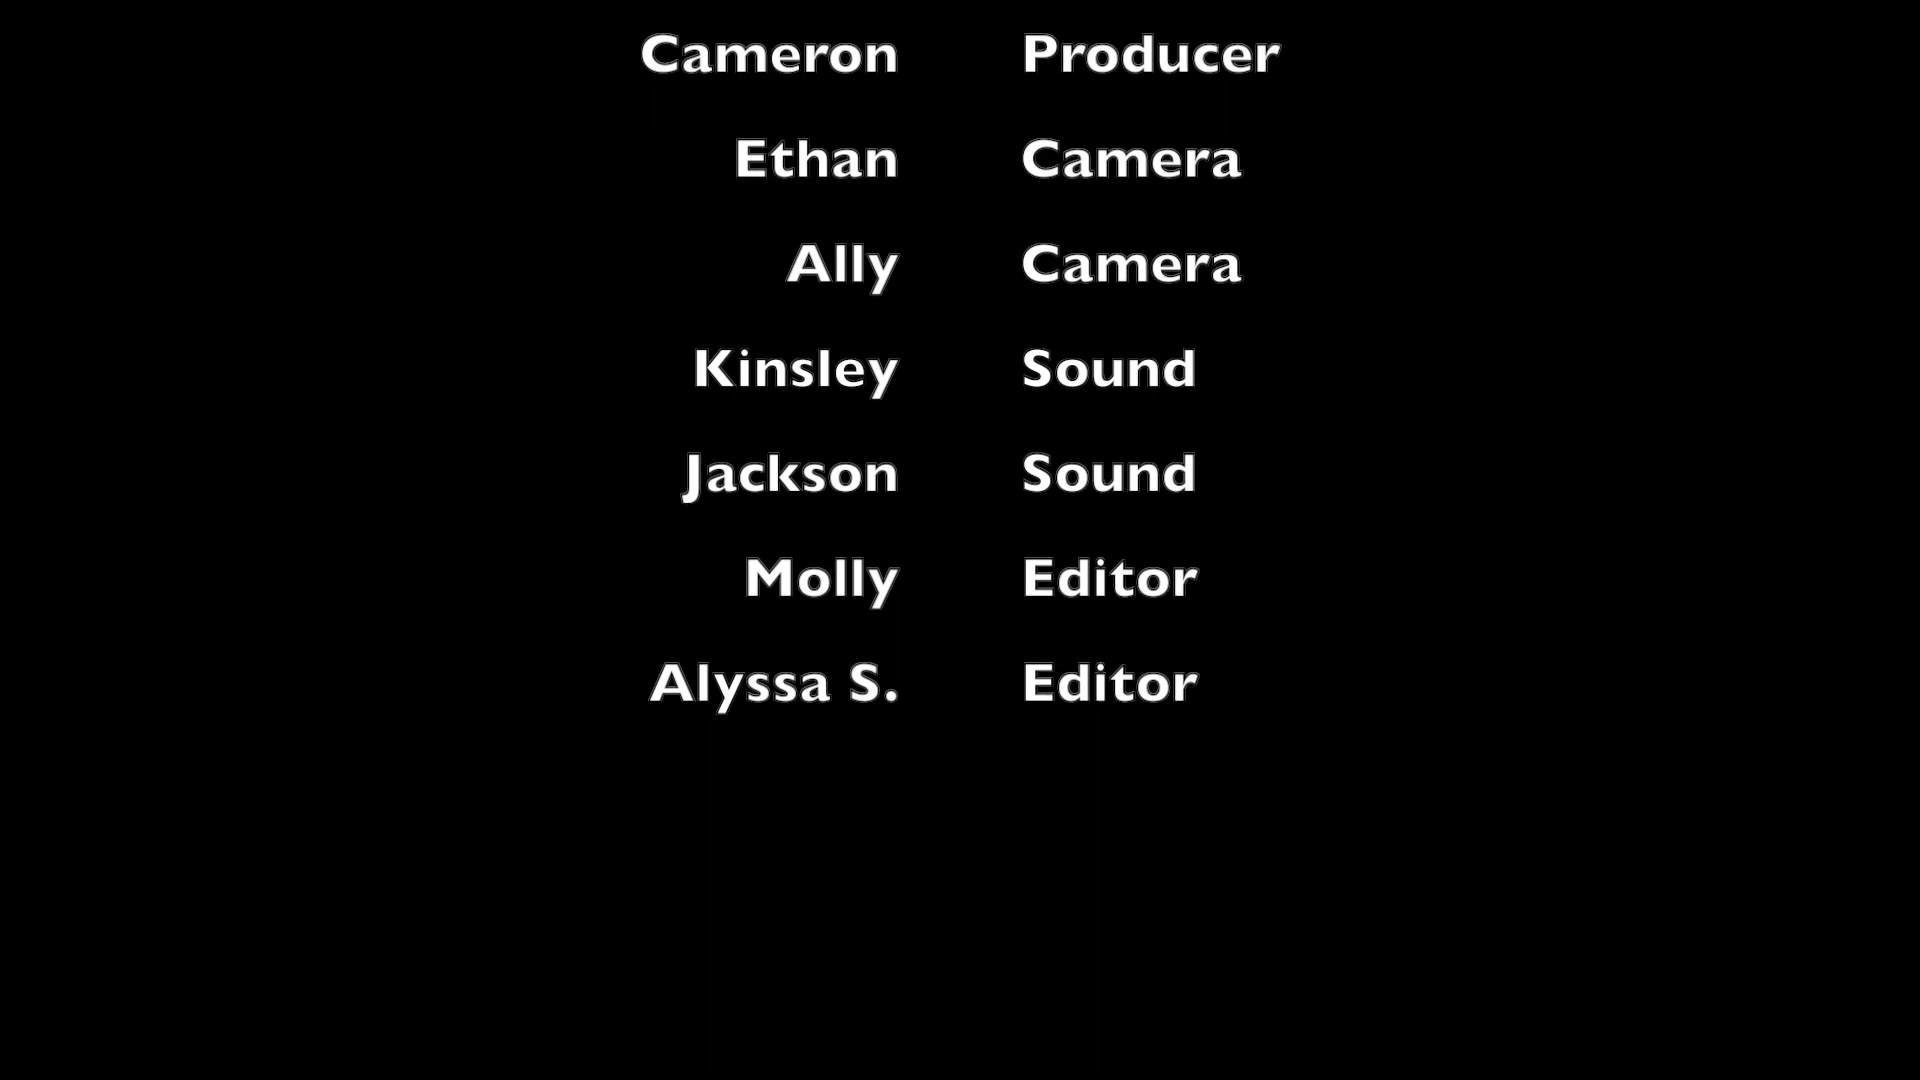 Cameron Producer
Ethan Camera
Ally Camera
Kinsley Sound
Jackson Sound
Molly Editor
Alyssa S. Editor